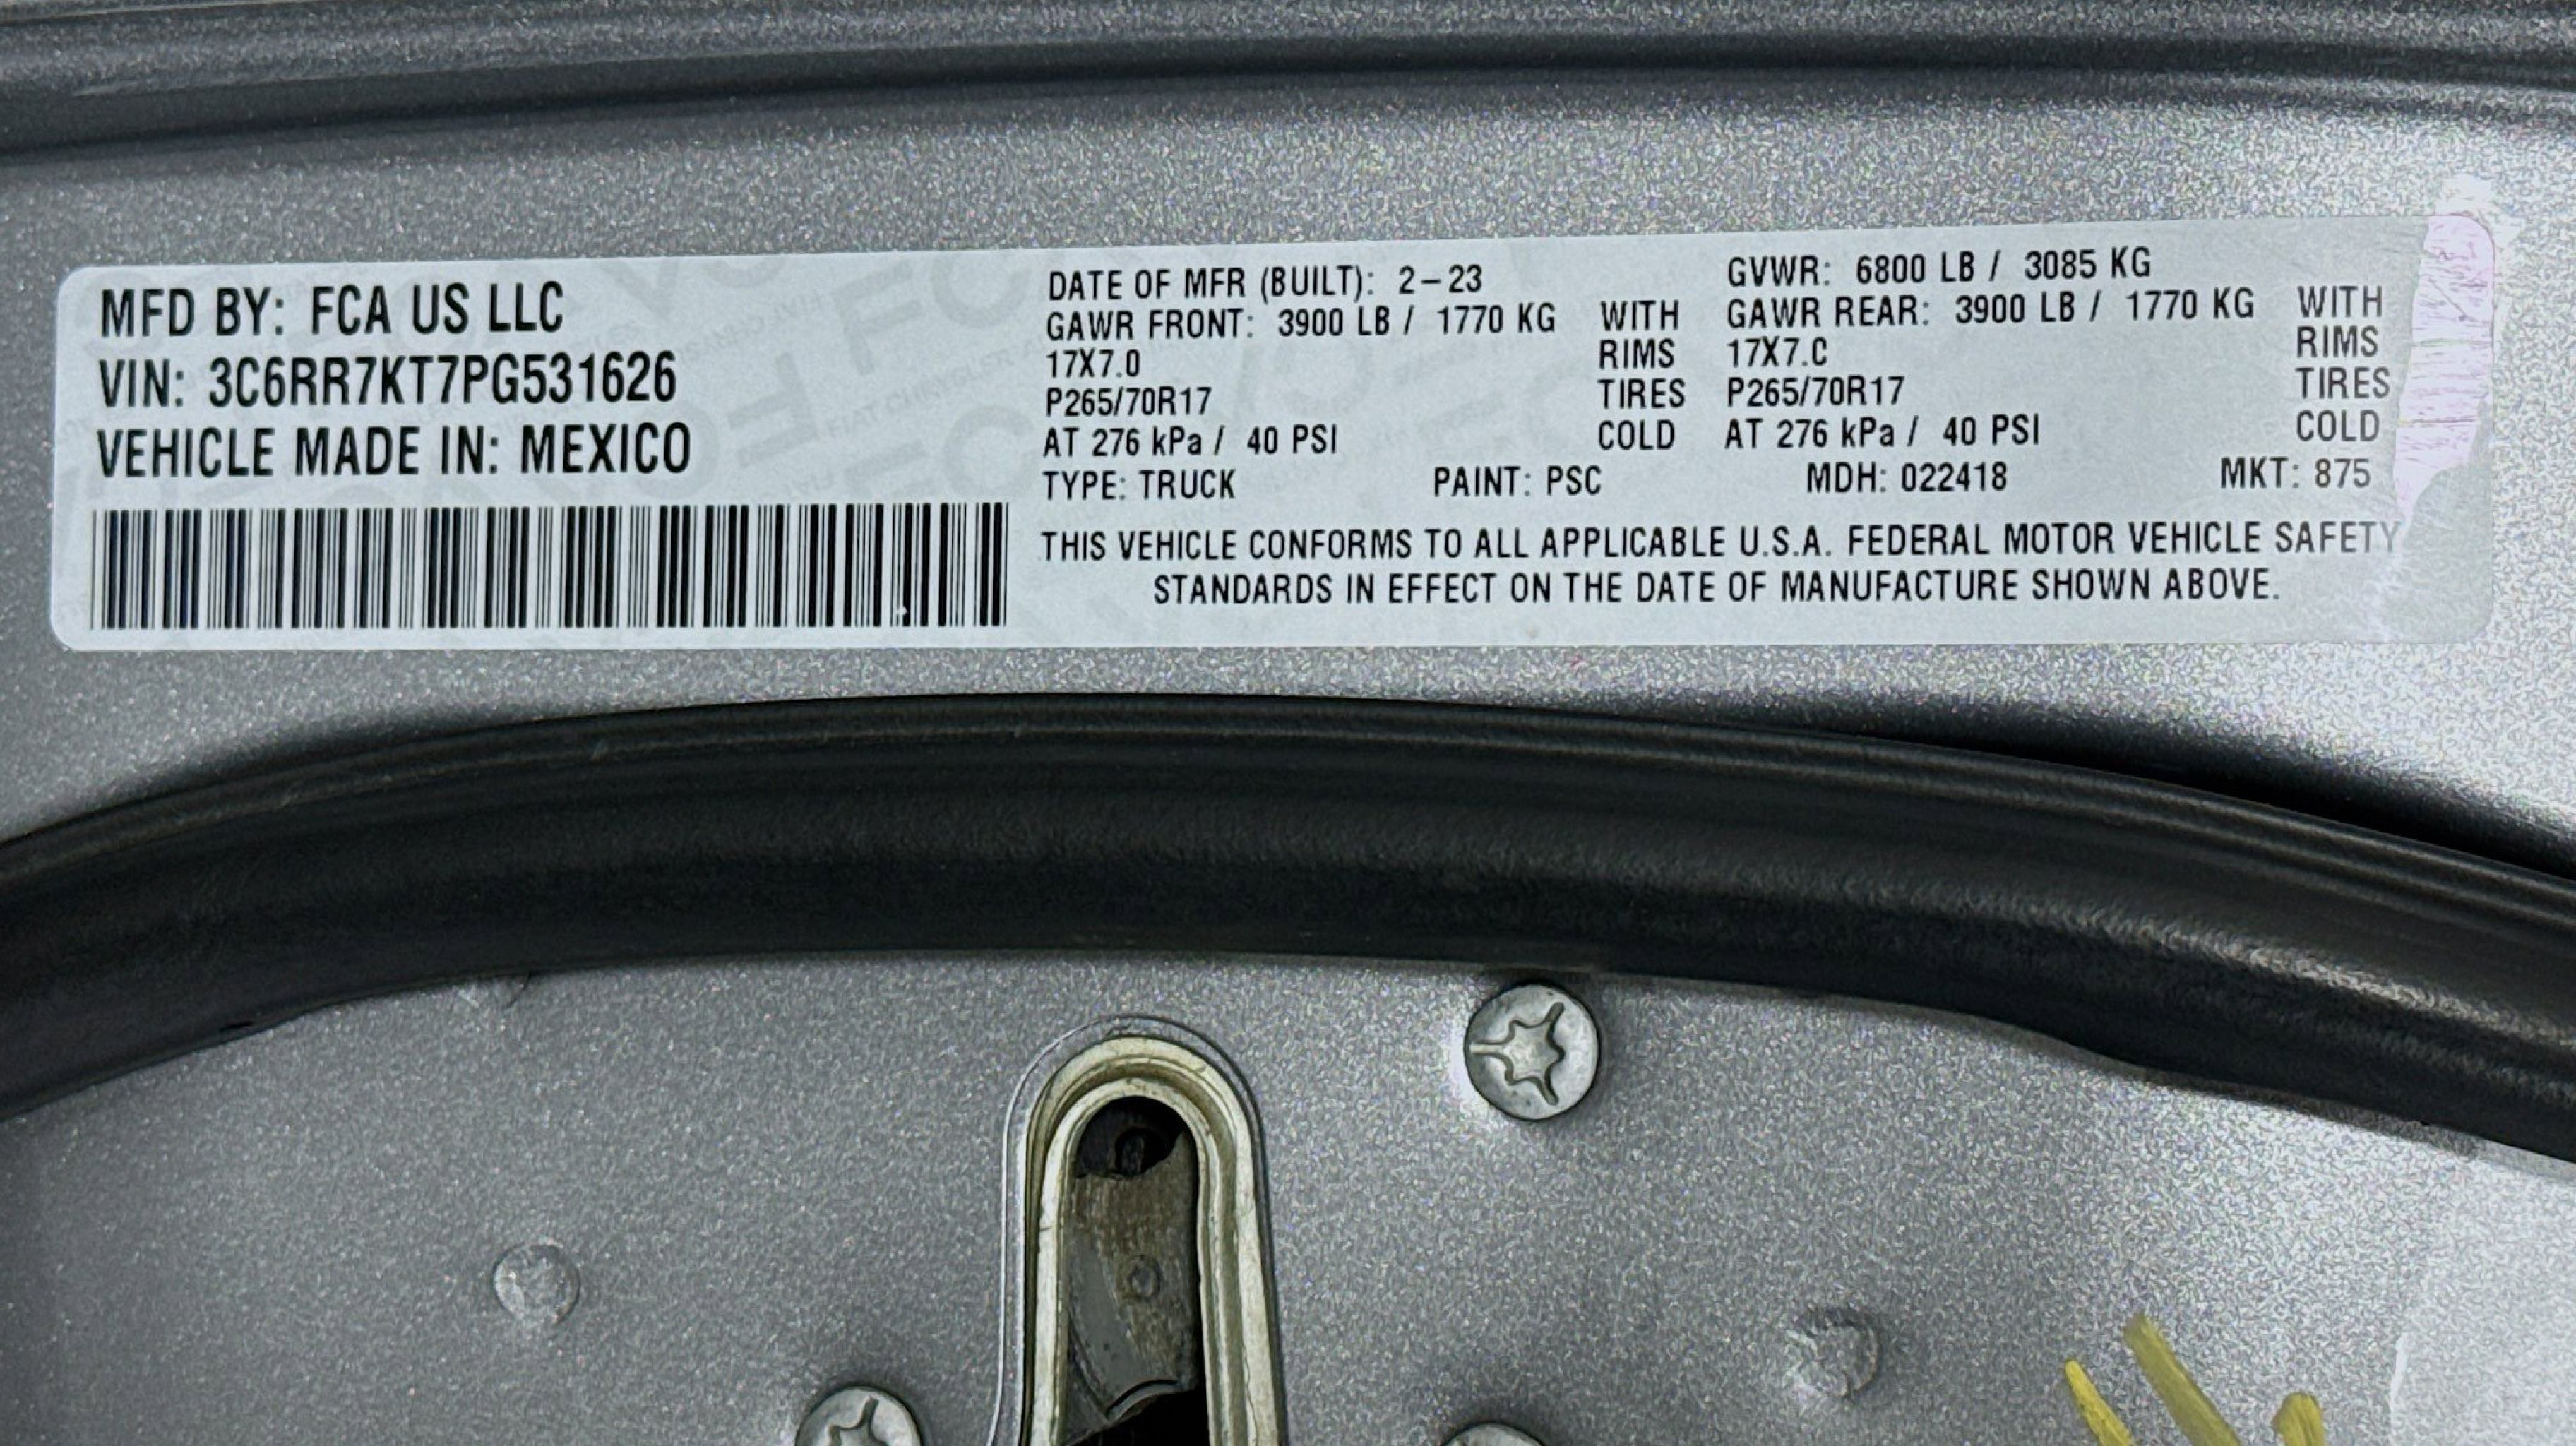 MFD BY: FCA US LLC
VIN: 3C6RR7KT7PG531626
VEHICLE MADE IN: MEXICO
DATE OF MFR (BUILT): 2-23 GVWR: 6800 LB / 3085 KG
GAWR FRONT: 3900 LB / 1770 KG WITH GAWR REAR: 3900 LB / 1770 KG WITH
17X7.0 RIMS 17X7.C RIMS
P265/70R17 TIRES P265/70R17 TIRES
AT 276 kPa / 40 PSI COLD AT 276 kPa / 40 PSI COLD
TYPE: TRUCK PAINT: PSC MDH: 022418 MKT: 875
THIS VEHICLE CONFORMS TO ALL APPLICABLE U.S.A. FEDERAL MOTOR VEHICLE SAFETY
STANDARDS IN EFFECT ON THE DATE OF MANUFACTURE SHOWN ABOVE.